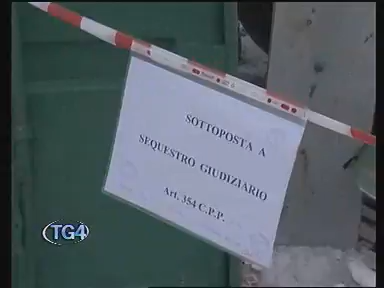 SOTTOPOSTA A
SEQUESTRO GIUDIZIARIO
Art. 354 C.P.P.
TG4